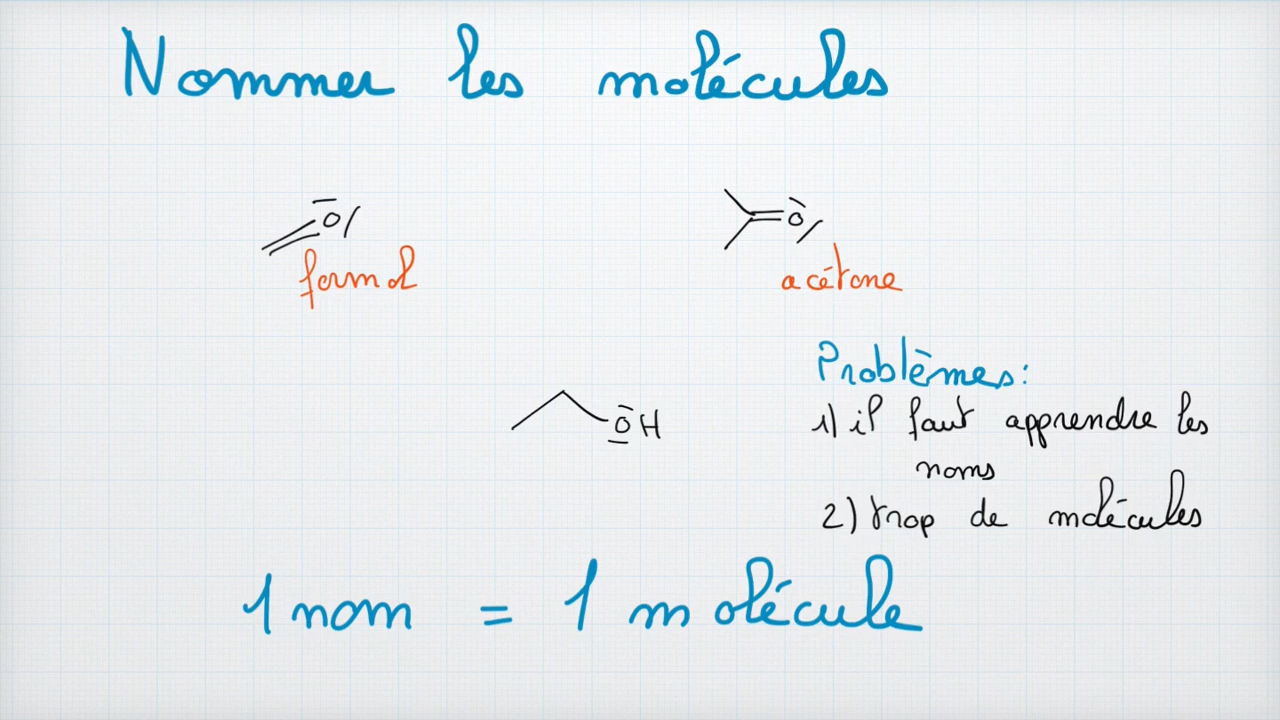 Nommer les molécules
O
formol
O
acétone
OH
Problèmes:
1) il faut apprendre les
noms
2) trop de molécules
1 nom = 1 molécule